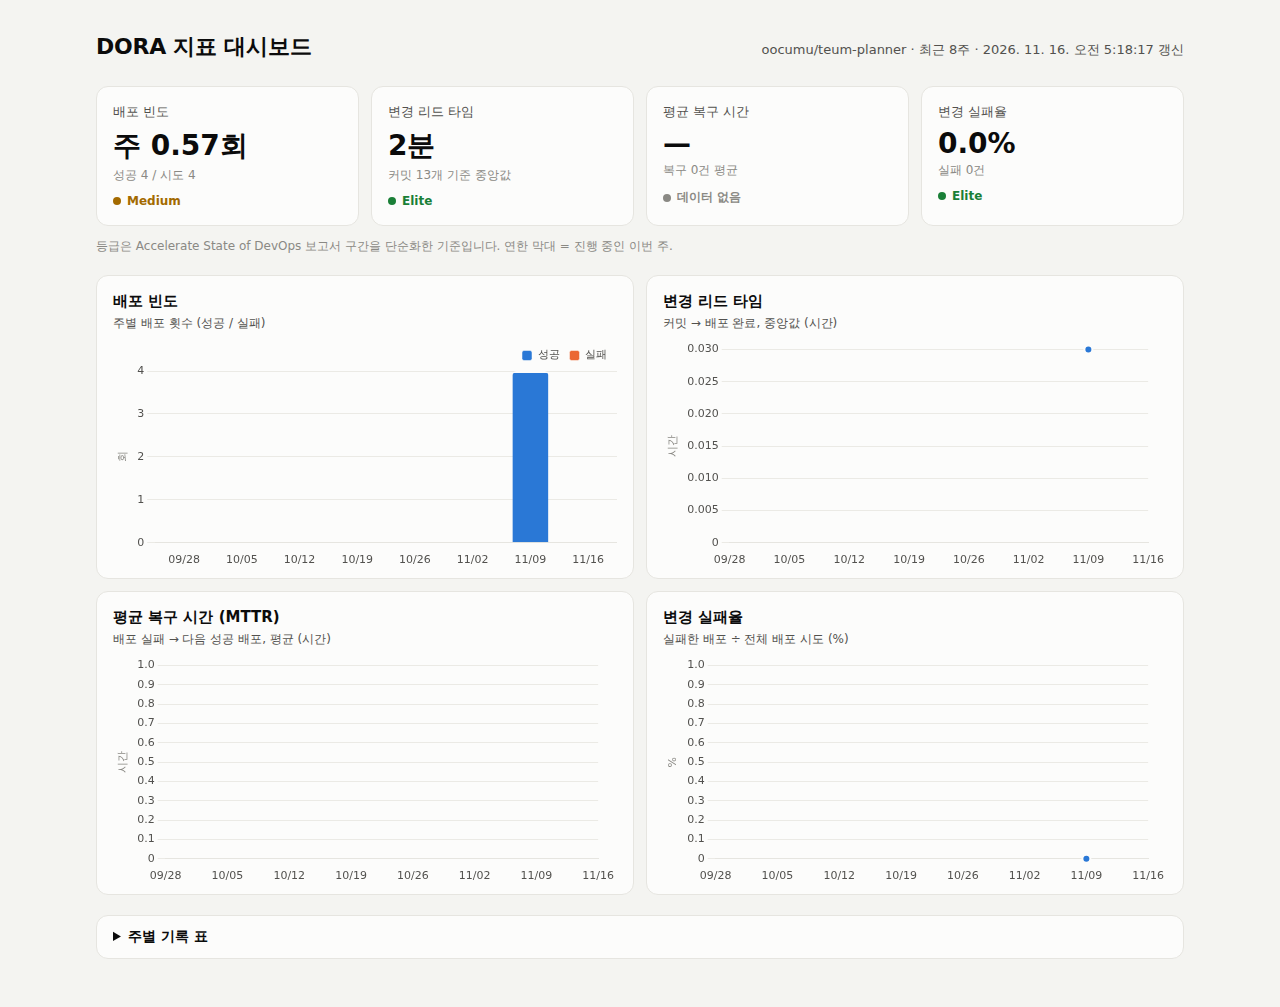 DORA 지표 대시보드
oocumu/teum-planner · 최근 8주 · 2026. 11. 16. 오전 5:18:17 갱신
배포 빈도
주 0.57회
성공 4 / 시도 4
Medium
변경 리드 타임
2분
커밋 13개 기준 중앙값
Elite
평균 복구 시간
—
복구 0건 평균
데이터 없음
변경 실패율
0.0%
실패 0건
Elite
등급은 Accelerate State of DevOps 보고서 구간을 단순화한 기준입니다. 연한 막대 = 진행 중인 이번 주.
배포 빈도
주별 배포 횟수 (성공 / 실패)
성공 실패
4
3
회
2
1
0
09/28 10/05 10/12 10/19 10/26 11/02 11/09 11/16
변경 리드 타임
커밋 → 배포 완료, 중앙값 (시간)
0.030
0.025
0.020
시간
0.015
0.010
0.005
0
09/28 10/05 10/12 10/19 10/26 11/02 11/09 11/16
평균 복구 시간 (MTTR)
배포 실패 → 다음 성공 배포, 평균 (시간)
1.0
0.9
0.8
0.7
0.6
시간
0.5
0.4
0.3
0.2
0.1
0
09/28 10/05 10/12 10/19 10/26 11/02 11/09 11/16
변경 실패율
실패한 배포 ÷ 전체 배포 시도 (%)
1.0
0.9
0.8
0.7
0.6
%
0.5
0.4
0.3
0.2
0.1
0
09/28 10/05 10/12 10/19 10/26 11/02 11/09 11/16
주별 기록 표